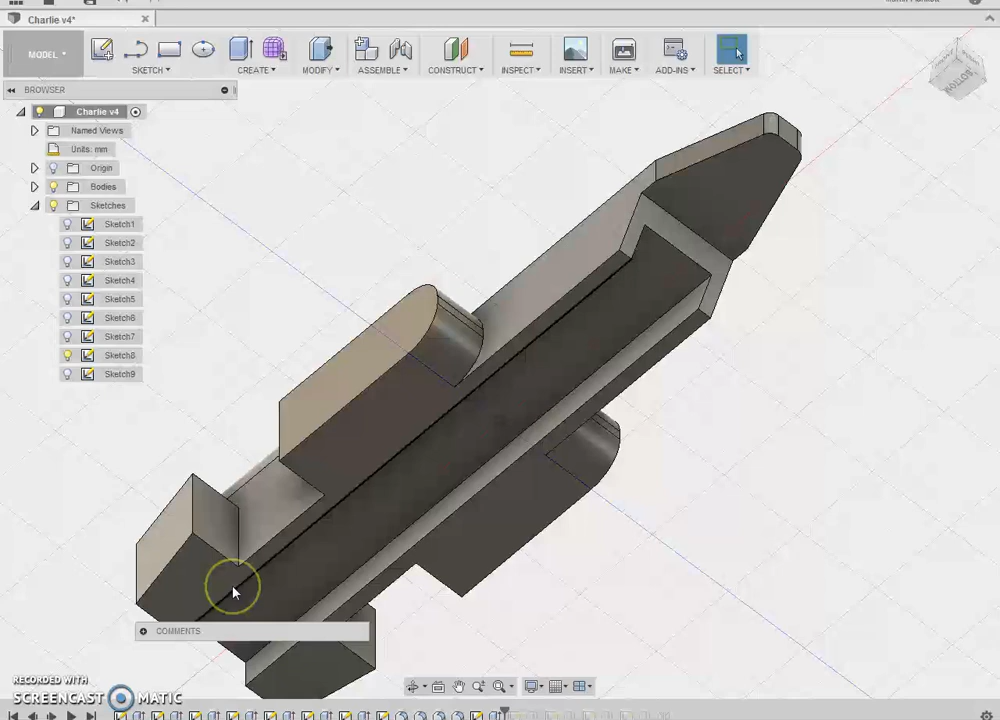 Charlie v4*
MODEL
SKETCH
CREATE
MODIFY
ASSEMBLE
CONSTRUCT
INSPECT
INSERT
MAKE
ADD-INS
SELECT
BROWSER
BOTTOM
Charlie v4
Named Views
Units: mm
Origin
Bodies
Sketches
Sketch1
Sketch2
Sketch3
Sketch4
Sketch5
Sketch6
Sketch7
Sketch8
Sketch9
COMMENTS
RECORDED WITH
SCREENCAST MATIC